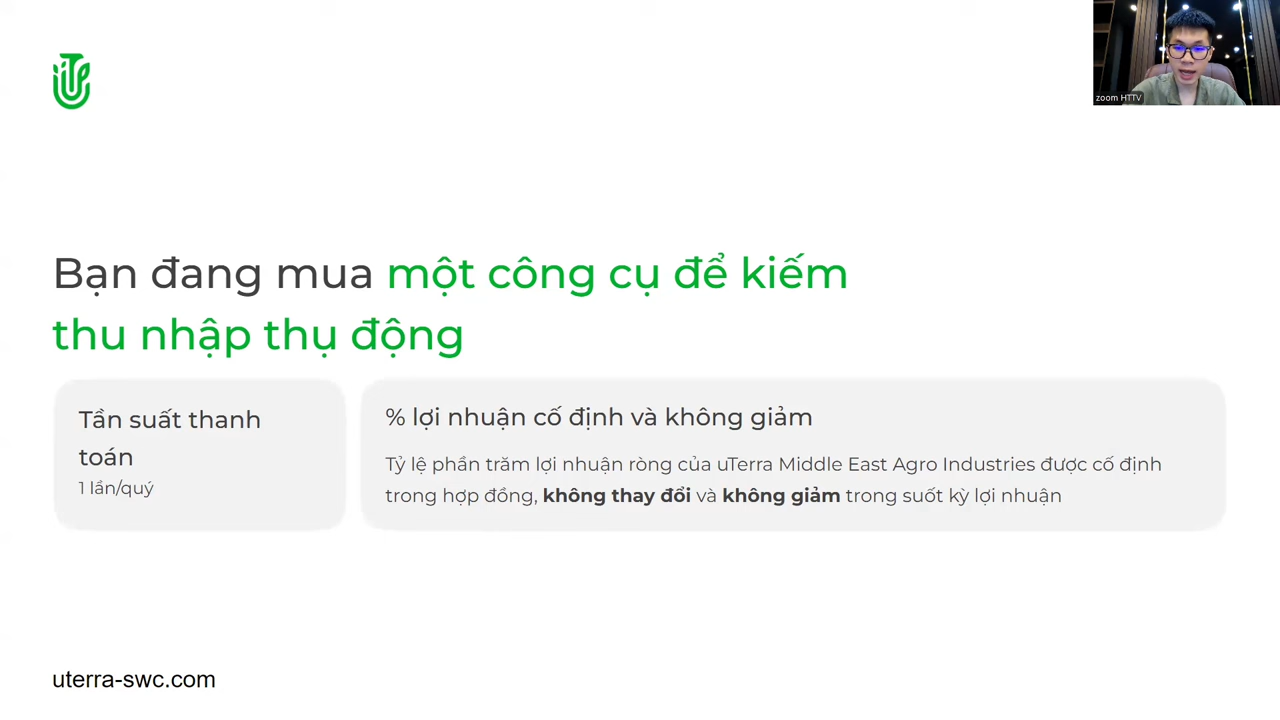 zoom HTTV
Bạn đang mua một công cụ để kiếm
thu nhập thụ động
Tần suất thanh
toán
1 lần/quý
% lợi nhuận cố định và không giảm
Tỷ lệ phần trăm lợi nhuận ròng của uTerra Middle East Agro Industries được cố định
trong hợp đồng, không thay đổi và không giảm trong suốt kỳ lợi nhuận
uterra-swc.com